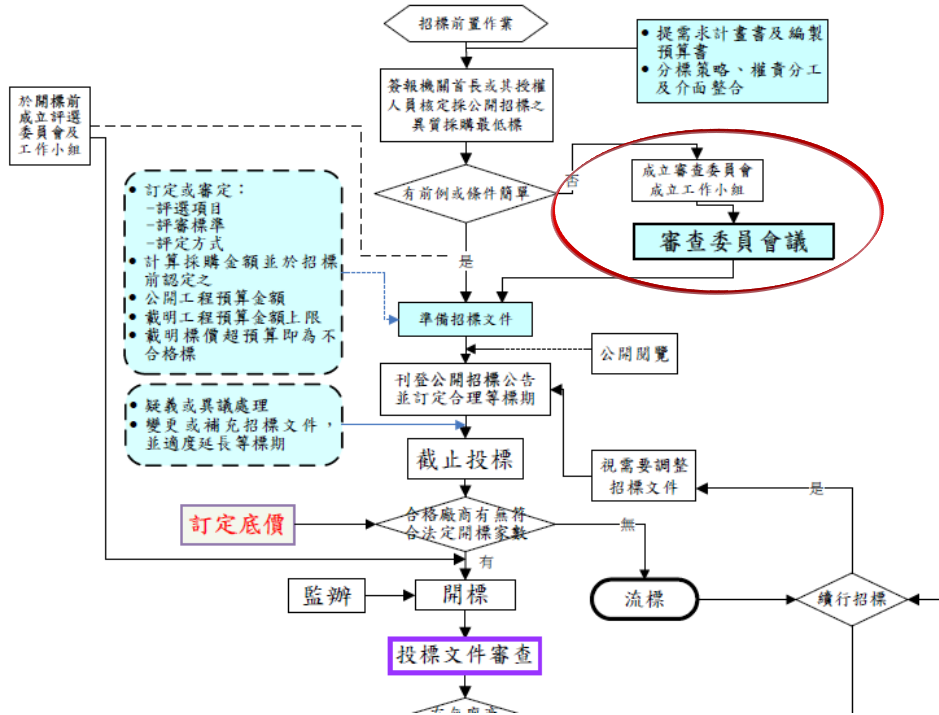 招標前置作業
• 提需求計畫書及編製
預算書
• 分標策略、權責分工
及介面整合
簽報機關首長或其授權
人員核定採公開招標之
異質採購最低標
於開標前
成立評選
委員會及
工作小組
有前例或條件簡單
否
成立審查委員會
成立工作小組
審查委員會議
是
• 訂定或審定：
-評選項目
-評審標準
-評定方式
• 計算採購金額並於招標
前認定之
• 公開工程預算金額
• 載明工程預算金額上限
• 載明標價超預算即為不
合格標
準備招標文件
公開閱覽
刊登公開招標公告
並訂定合理等標期
• 疑義或異議處理
• 變更或補充招標文件，
並適度延長等標期
截止投標
視需要調整
招標文件
是
訂定底價
合格廠商有無符
合法定開標家數
無
有
監辦
開標
流標
續行招標
投標文件審查